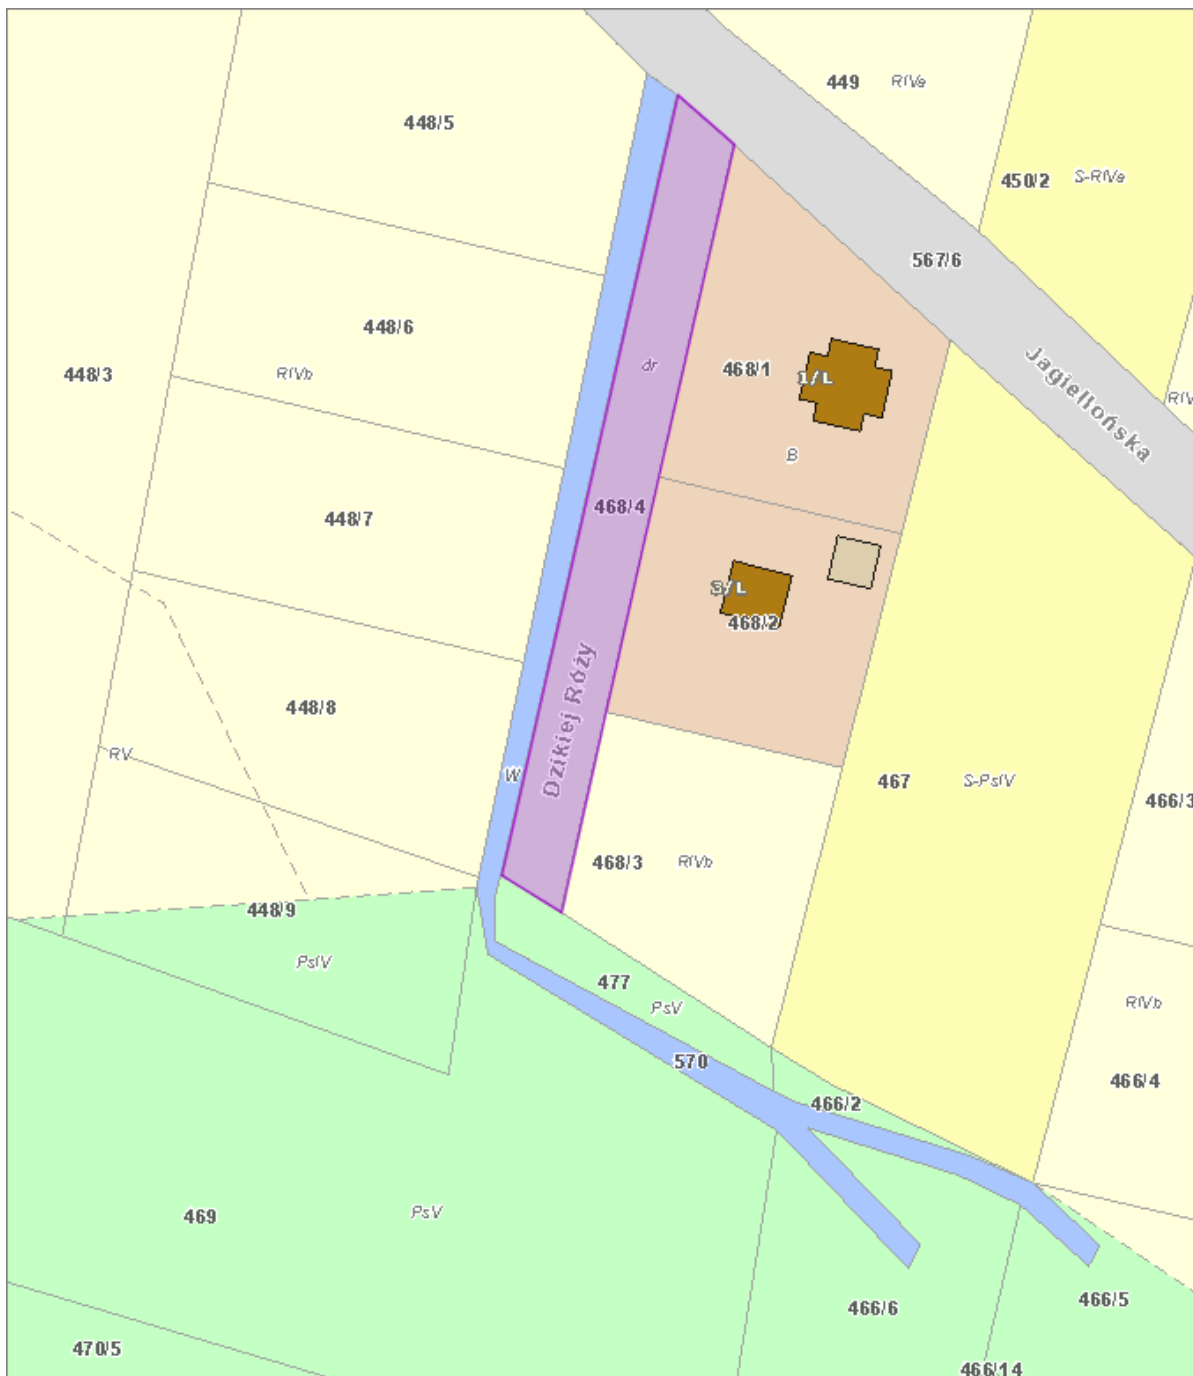 449
RIVa
448/5
450/2
S-RIVa
567/6
448/6
448/3
RIVb
dr
468/1
1/L
Jagiellońska
RIV
B
468/4
448/7
3/L
468/2
Dzikiej Róży
448/8
RV
W
467
S-PsIV
466/3
468/3
RIVb
448/9
PsIV
477
PsV
RIVb
570
466/4
466/2
469
PsV
466/6
466/5
470/5
466/14